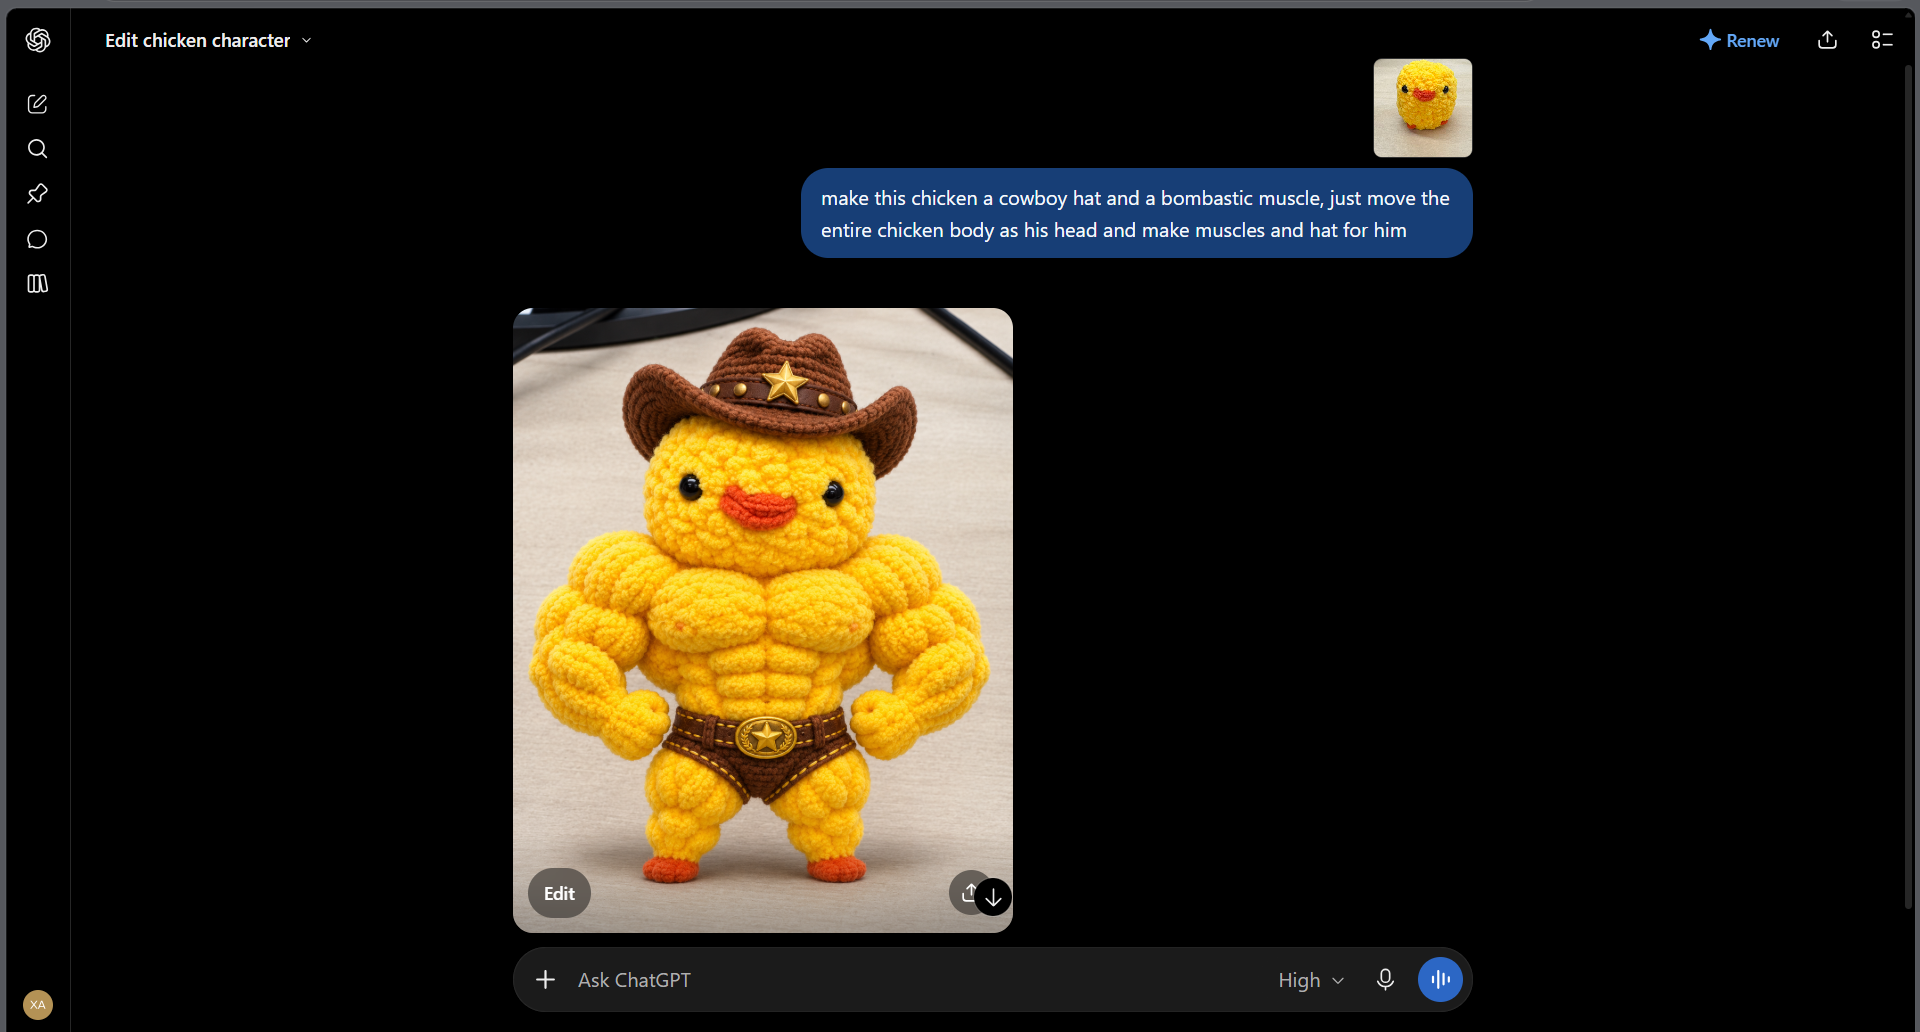 Edit chicken character
Renew
make this chicken a cowboy hat and a bombastic muscle, just move the
entire chicken body as his head and make muscles and hat for him
Edit
Ask ChatGPT
High
XA